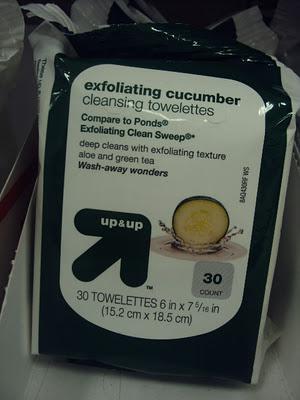 exfoliating cucumber
cleansing towelettes
Compare to Ponds®
Exfoliating Clean Sweep®*
deep cleans with exfoliating texture
aloe and green tea
Wash-away wonders
up&up
™
30
COUNT
30 TOWELETTES 6 in x 7 5/16 in
(15.2 cm x 18.5 cm)